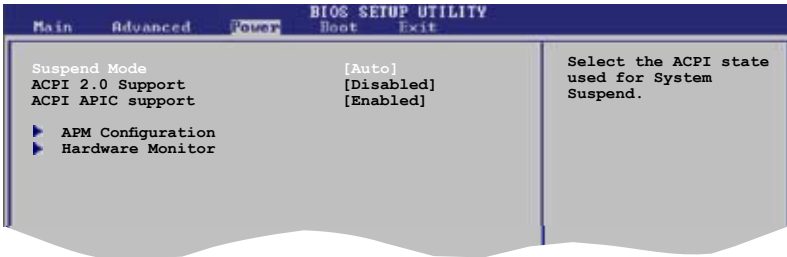 BIOS SETUP UTILITY
Main Advanced Power Boot Exit
Suspend Mode [Auto]
ACPI 2.0 Support [Disabled]
ACPI APIC support [Enabled]
APM Configuration
Hardware Monitor
Select the ACPI state
used for System
Suspend.